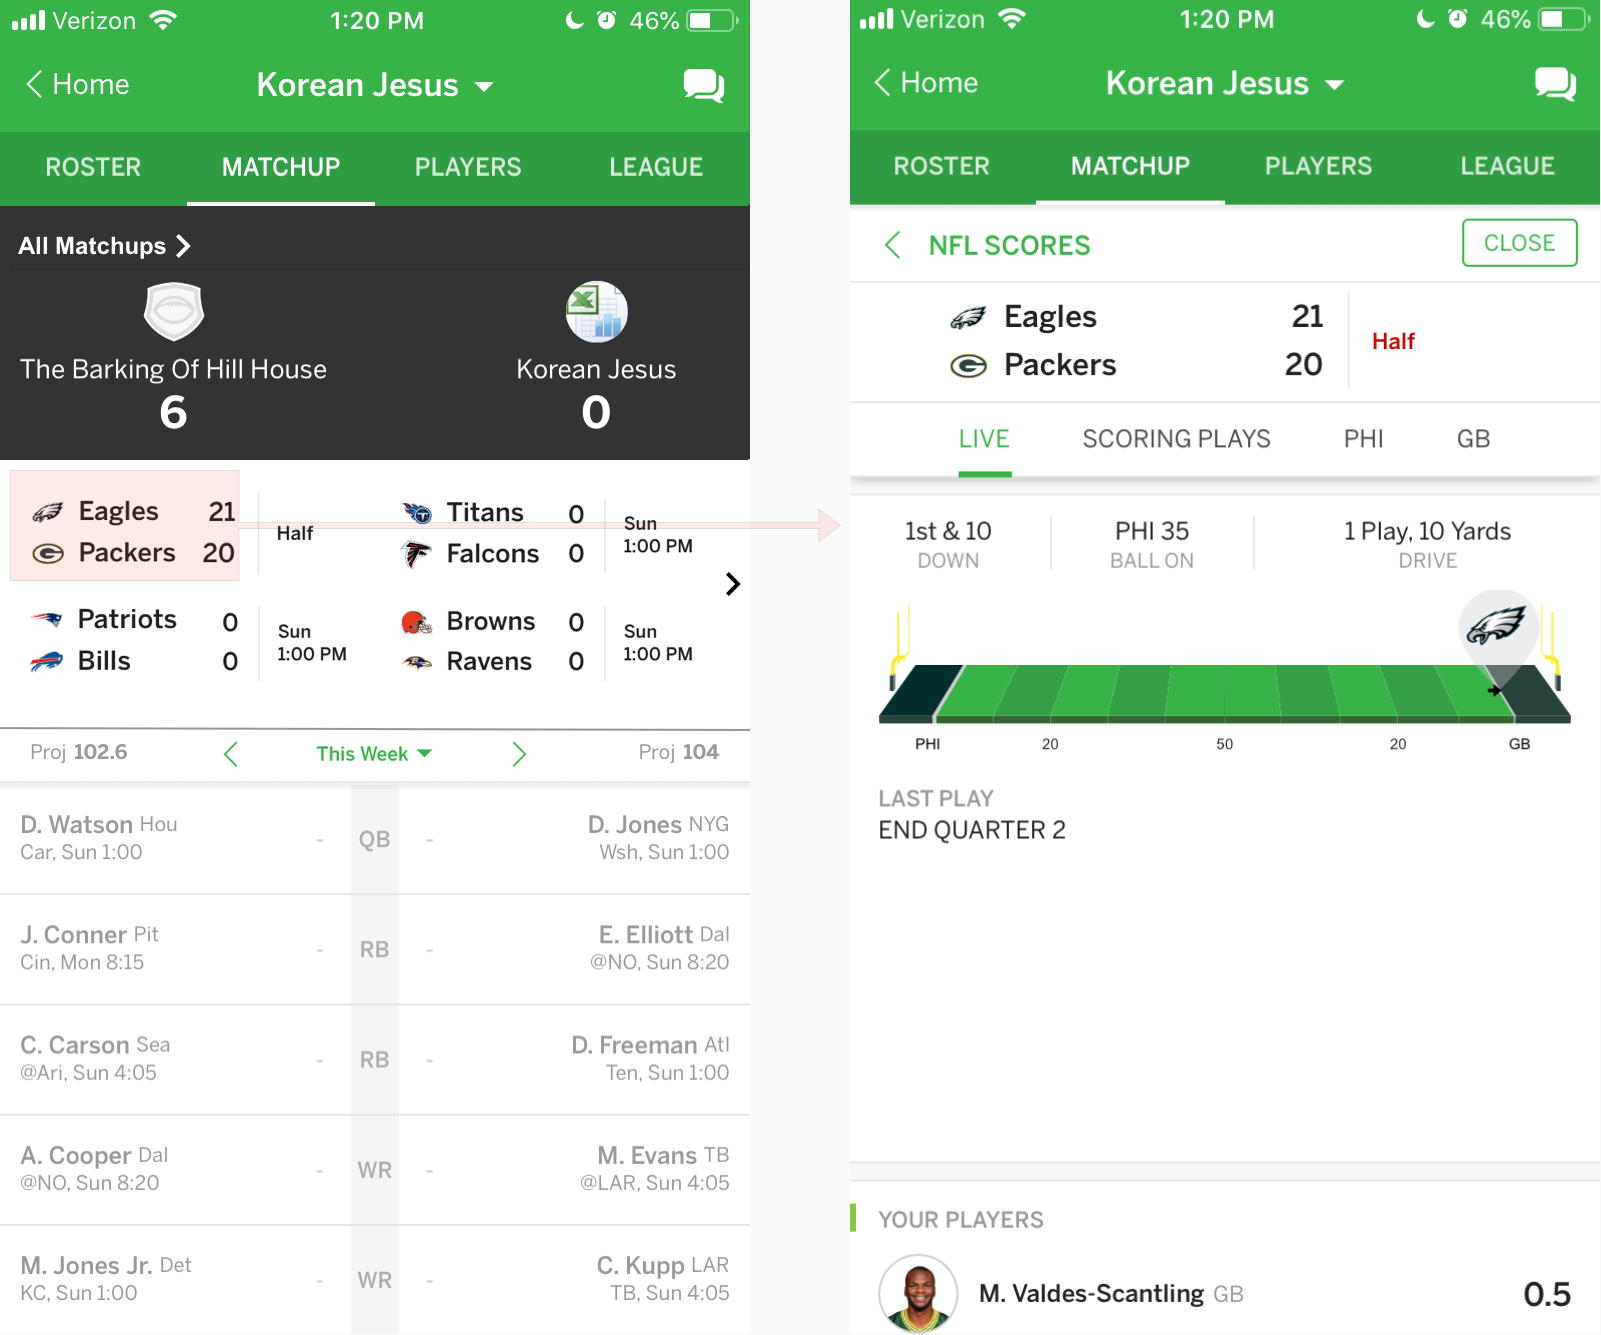 Verizon 1:20 PM 46%
Home Korean Jesus
ROSTER MATCHUP PLAYERS LEAGUE
All Matchups
The Barking Of Hill House Korean Jesus
6 0
Eagles 21
Packers 20
Half
Titans 0
Falcons 0
Sun
1:00 PM
Patriots 0
Bills 0
Sun
1:00 PM
Browns 0
Ravens 0
Sun
1:00 PM
Proj 102.6 This Week Proj 104
D. Watson Hou D. Jones NYG
- QB -
Car, Sun 1:00 Wsh, Sun 1:00
J. Conner Pit E. Elliott Dal
- RB -
Cin, Mon 8:15 @NO, Sun 8:20
C. Carson Sea D. Freeman Atl
- RB -
@Ari, Sun 4:05 Ten, Sun 1:00
A. Cooper Dal M. Evans TB
- WR -
@NO, Sun 8:20 @LAR, Sun 4:05
M. Jones Jr. Det C. Kupp LAR
- WR -
KC, Sun 1:00 TB, Sun 4:05
Verizon 1:20 PM 46%
Home Korean Jesus
ROSTER MATCHUP PLAYERS LEAGUE
NFL SCORES CLOSE
Eagles 21
Packers 20
Half
LIVE SCORING PLAYS PHI GB
1st & 10 PHI 35 1 Play, 10 Yards
DOWN BALL ON DRIVE
PHI 20 50 20 GB
LAST PLAY
END QUARTER 2
YOUR PLAYERS
M. Valdes-Scantling GB 0.5